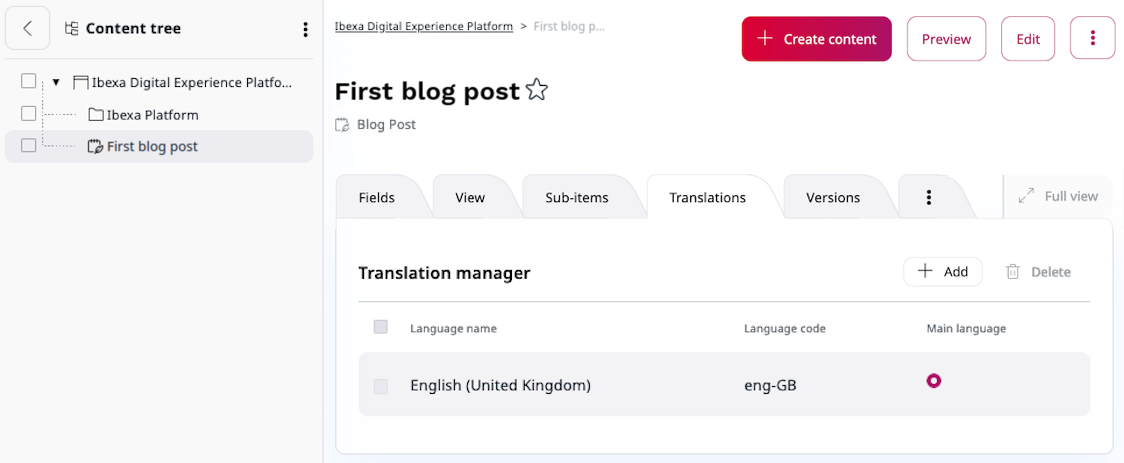 Content tree
Ibexa Digital Experience Platfo...
Ibexa Platform
First blog post
Ibexa Digital Experience Platform > First blog p...
Create content Preview Edit
First blog post
Blog Post
Fields View Sub-items Translations Versions Full view
Translation manager Add Delete
Language name Language code Main language
English (United Kingdom) eng-GB